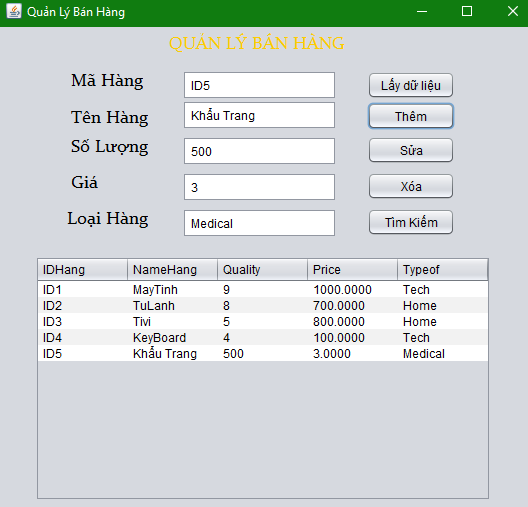 Quản Lý Bán Hàng
QUẢN LÝ BÁN HÀNG
Mã Hàng ID5 Lấy dữ liệu
Tên Hàng Khẩu Trang Thêm
Số Lượng 500 Sửa
Giá 3 Xóa
Loại Hàng Medical Tìm Kiếm
IDHang NameHang Quality Price Typeof
ID1 MayTinh 9 1000.0000 Tech
ID2 TuLanh 8 700.0000 Home
ID3 Tivi 5 800.0000 Home
ID4 KeyBoard 4 100.0000 Tech
ID5 Khẩu Trang 500 3.0000 Medical